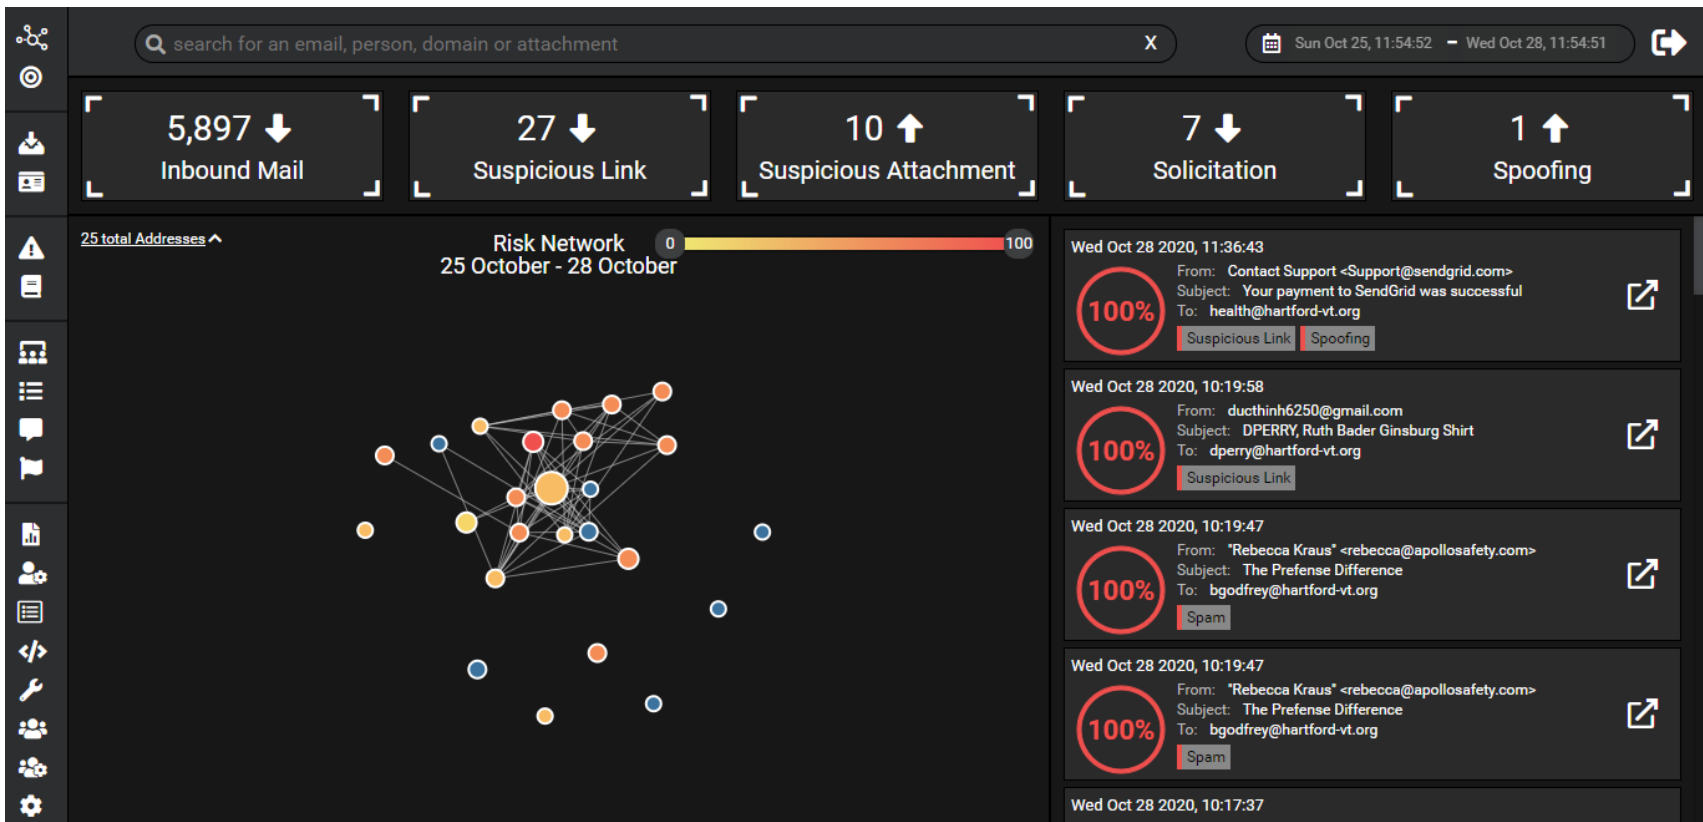 search for an email, person, domain or attachment
X
Sun Oct 25, 11:54:52 - Wed Oct 28, 11:54:51
5,897
Inbound Mail
27
Suspicious Link
10
Suspicious Attachment
7
Solicitation
1
Spoofing
25 total Addresses
Risk Network
25 October - 28 October
0
100
Wed Oct 28 2020, 11:36:43
100%
From: Contact Support <Support@sendgrid.com>
Subject: Your payment to SendGrid was successful
To: health@hartford-vt.org
Suspicious Link Spoofing
Wed Oct 28 2020, 10:19:58
100%
From: ducthinh6250@gmail.com
Subject: DPERRY, Ruth Bader Ginsburg Shirt
To: dperry@hartford-vt.org
Suspicious Link
Wed Oct 28 2020, 10:19:47
100%
From: "Rebecca Kraus" <rebecca@apollosafety.com>
Subject: The Prefense Difference
To: bgodfrey@hartford-vt.org
Spam
Wed Oct 28 2020, 10:19:47
100%
From: "Rebecca Kraus" <rebecca@apollosafety.com>
Subject: The Prefense Difference
To: bgodfrey@hartford-vt.org
Spam
Wed Oct 28 2020, 10:17:37